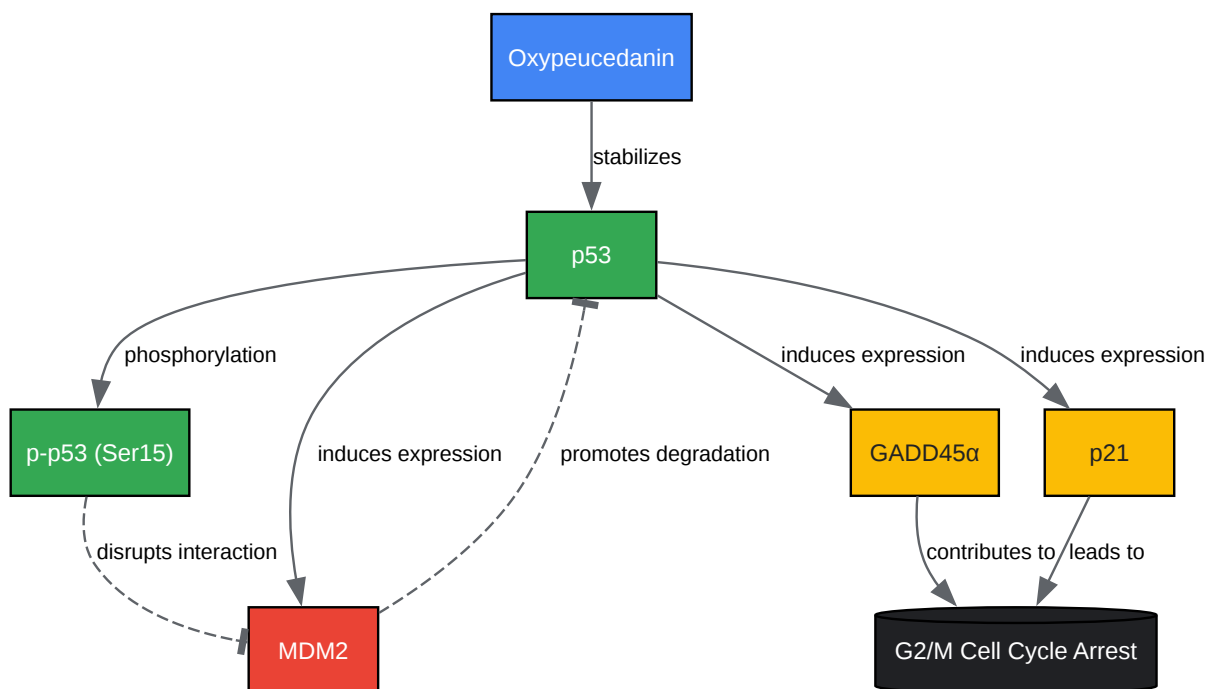 Oxypeucedanin
stabilizes
p53
phosphorylation
induces expression
induces expression
p-p53 (Ser15)
induces expression
promotes degradation
GADD45α
p21
disrupts interaction
contributes to
leads to
MDM2
G2/M Cell Cycle Arrest